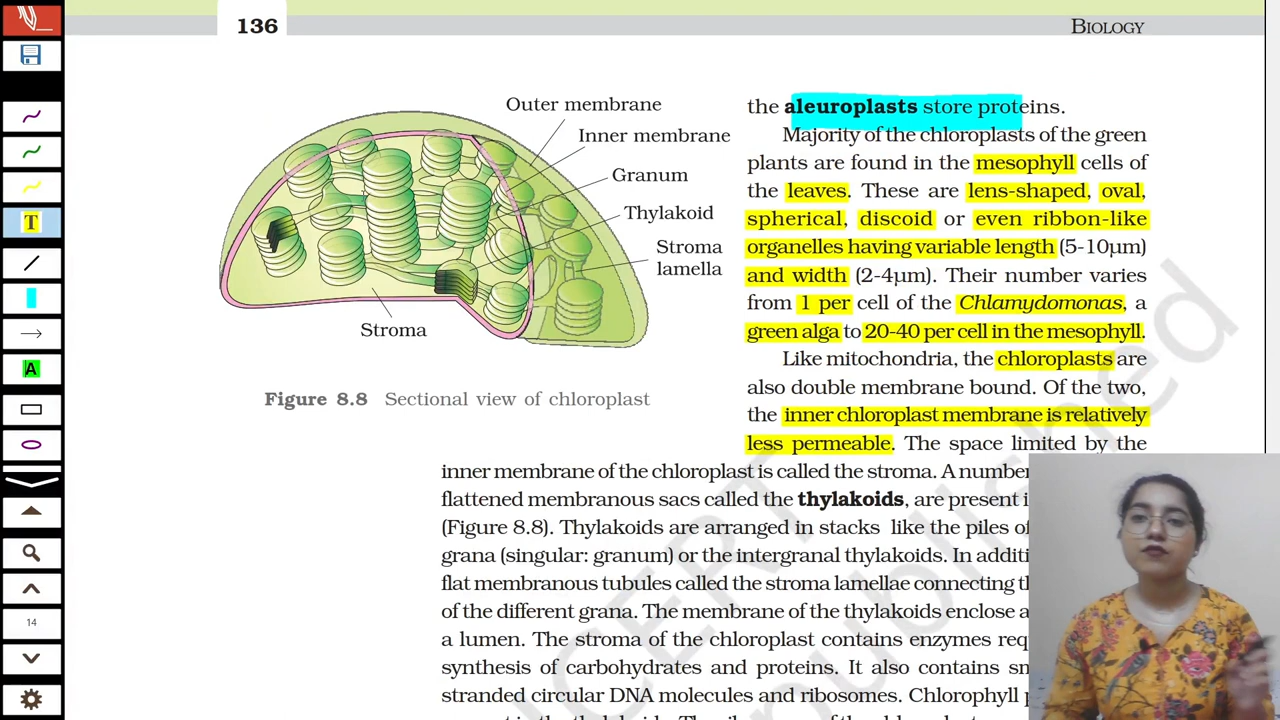 136
BIOLOGY
Outer membrane
Inner membrane
Granum
Thylakoid
Stroma
lamella
Stroma
Figure 8.8 Sectional view of chloroplast
the aleuroplasts store proteins.
Majority of the chloroplasts of the green
plants are found in the mesophyll cells of
the leaves. These are lens-shaped, oval,
spherical, discoid or even ribbon-like
organelles having variable length (5-10µm)
and width (2-4µm). Their number varies
from 1 per cell of the Chlamydomonas, a
green alga to 20-40 per cell in the mesophyll.
Like mitochondria, the chloroplasts are
also double membrane bound. Of the two,
the inner chloroplast membrane is relatively
less permeable. The space limited by the
inner membrane of the chloroplast is called the stroma. A number
flattened membranous sacs called the thylakoids, are present i
(Figure 8.8). Thylakoids are arranged in stacks like the piles of
grana (singular: granum) or the intergranal thylakoids. In additi
flat membranous tubules called the stroma lamellae connecting th
of the different grana. The membrane of the thylakoids enclose a
a lumen. The stroma of the chloroplast contains enzymes req
synthesis of carbohydrates and proteins. It also contains sm
stranded circular DNA molecules and ribosomes. Chlorophyll p
T
A
14